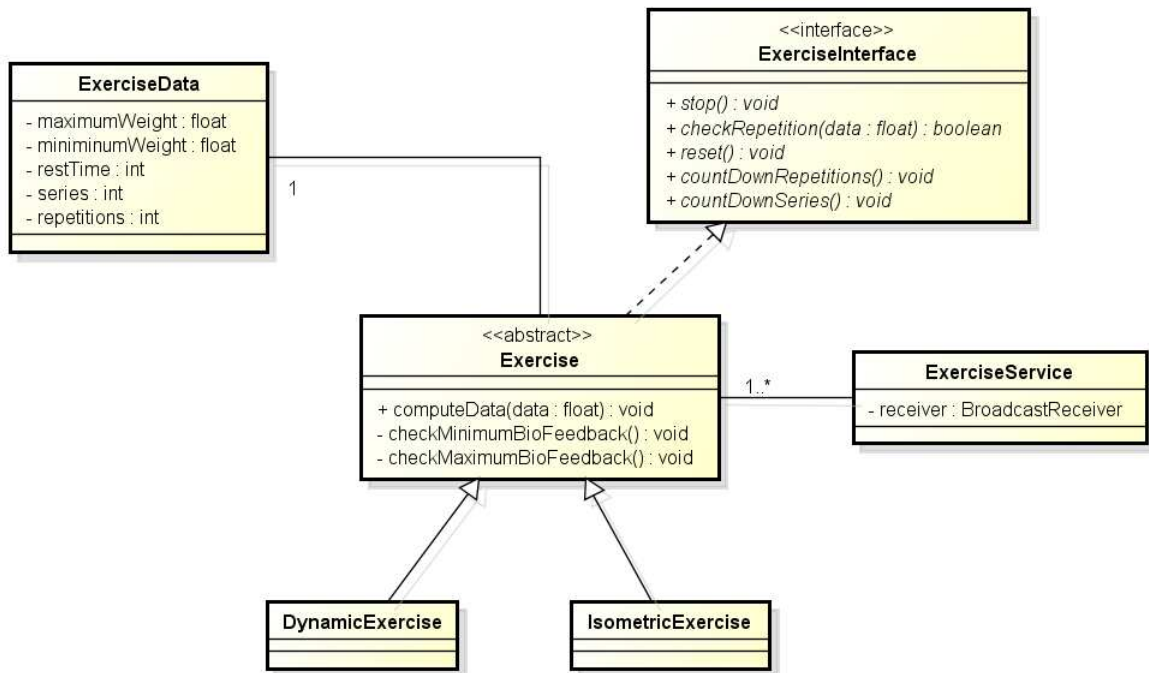 ExerciseData
- maximumWeight : float
- miniminumWeight : float
- restTime : int
- series : int
- repetitions : int
1
<<interface>>
ExerciseInterface
+ stop() : void
+ checkRepetition(data : float) : boolean
+ reset() : void
+ countDownRepetitions() : void
+ countDownSeries() : void
<<abstract>>
Exercise
+ computeData(data : float) : void
- checkMinimumBioFeedback() : void
- checkMaximumBioFeedback() : void
1..*
ExerciseService
- receiver : BroadcastReceiver
DynamicExercise
IsometricExercise